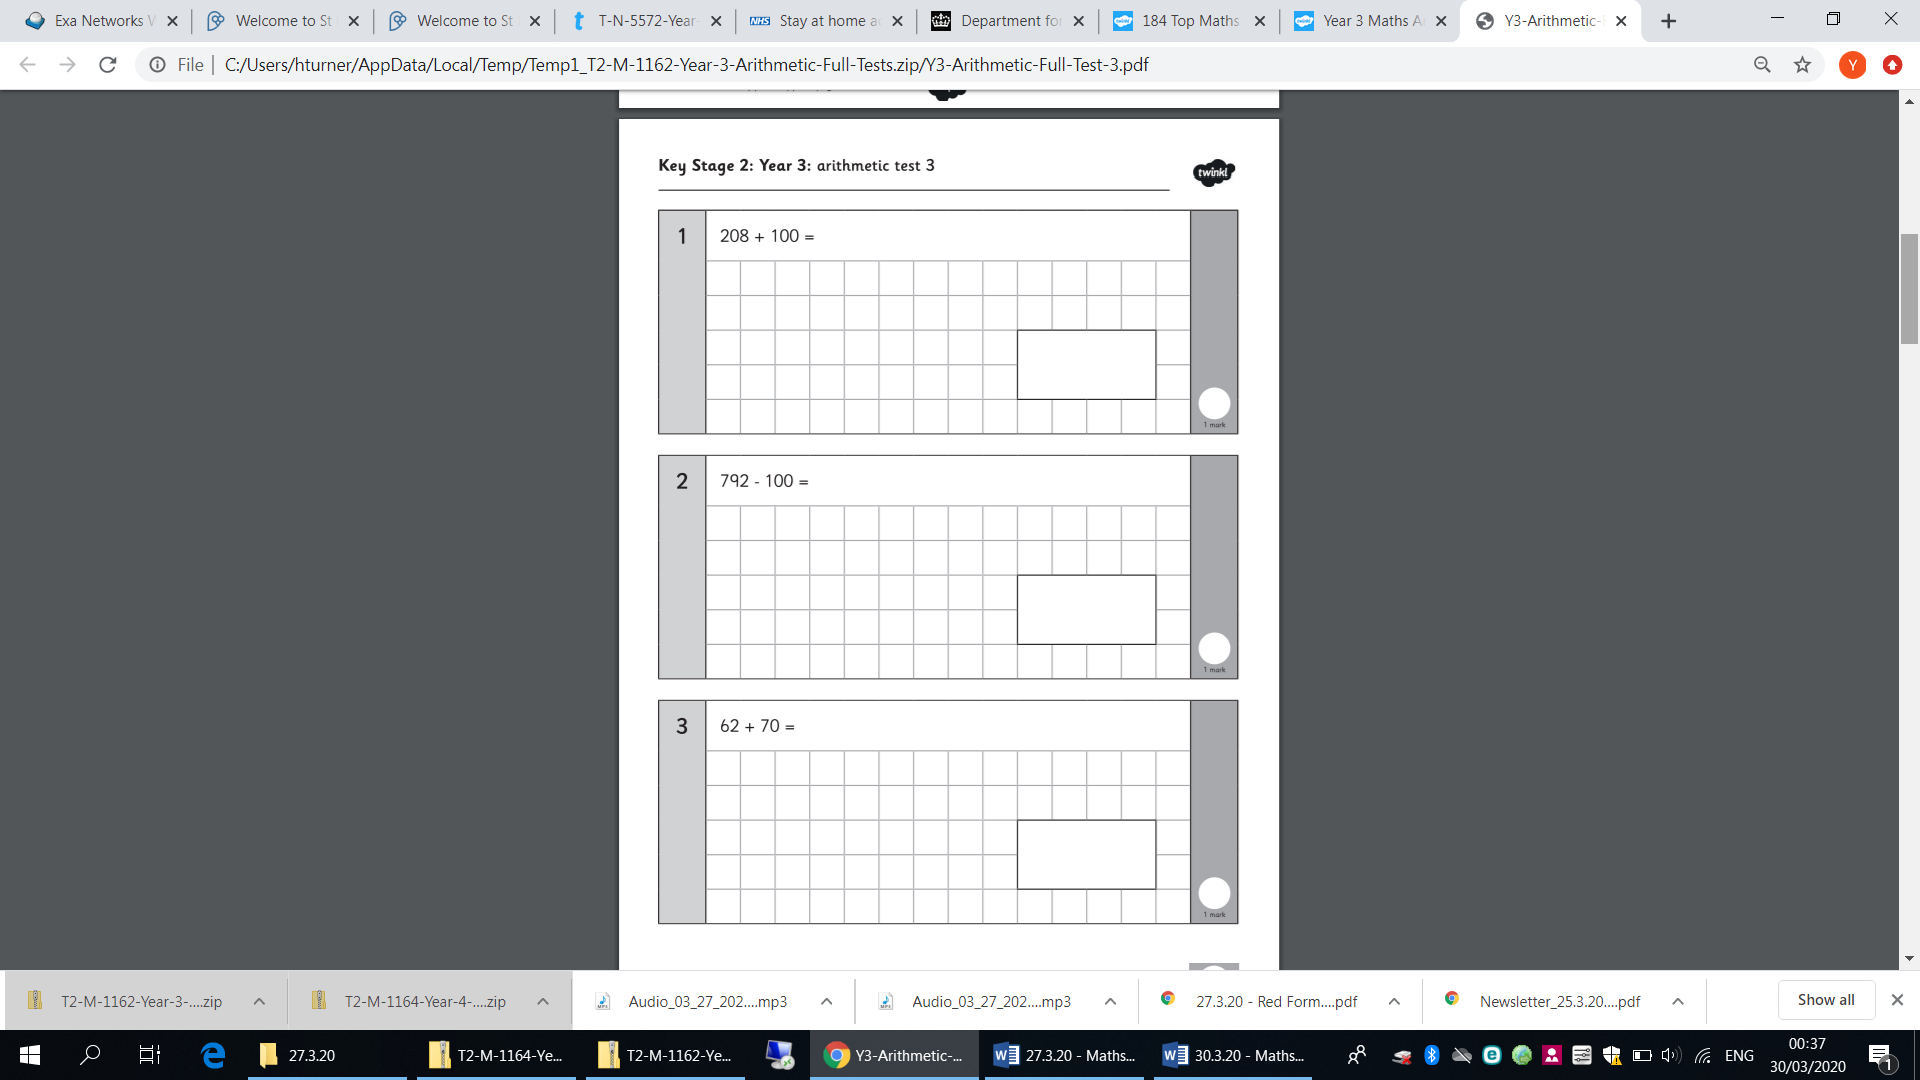 Exa Networks W
Welcome to St
Welcome to St
T-N-5572-Year-
NHS Stay at home a
Department fo
184 Top Maths
Year 3 Maths A
Y3-Arithmetic-
File C:/Users/hturner/AppData/Local/Temp/Temp1_T2-M-1162-Year-3-Arithmetic-Full-Tests.zip/Y3-Arithmetic-Full-Test-3.pdf
Y
Key Stage 2: Year 3: arithmetic test 3
twinkl
1
208 + 100 =
1 mark
2
792 - 100 =
1 mark
3
62 + 70 =
1 mark
T2-M-1162-Year-3-....zip
T2-M-1164-Year-4-....zip
Audio_03_27_202....mp3
Audio_03_27_202....mp3
27.3.20 - Red Form....pdf
Newsletter_25.3.20....pdf
Show all
27.3.20
T2-M-1164-Ye...
T2-M-1162-Ye...
Y3-Arithmetic-...
27.3.20 - Maths...
30.3.20 - Maths...
ENG
00:37
30/03/2020
1